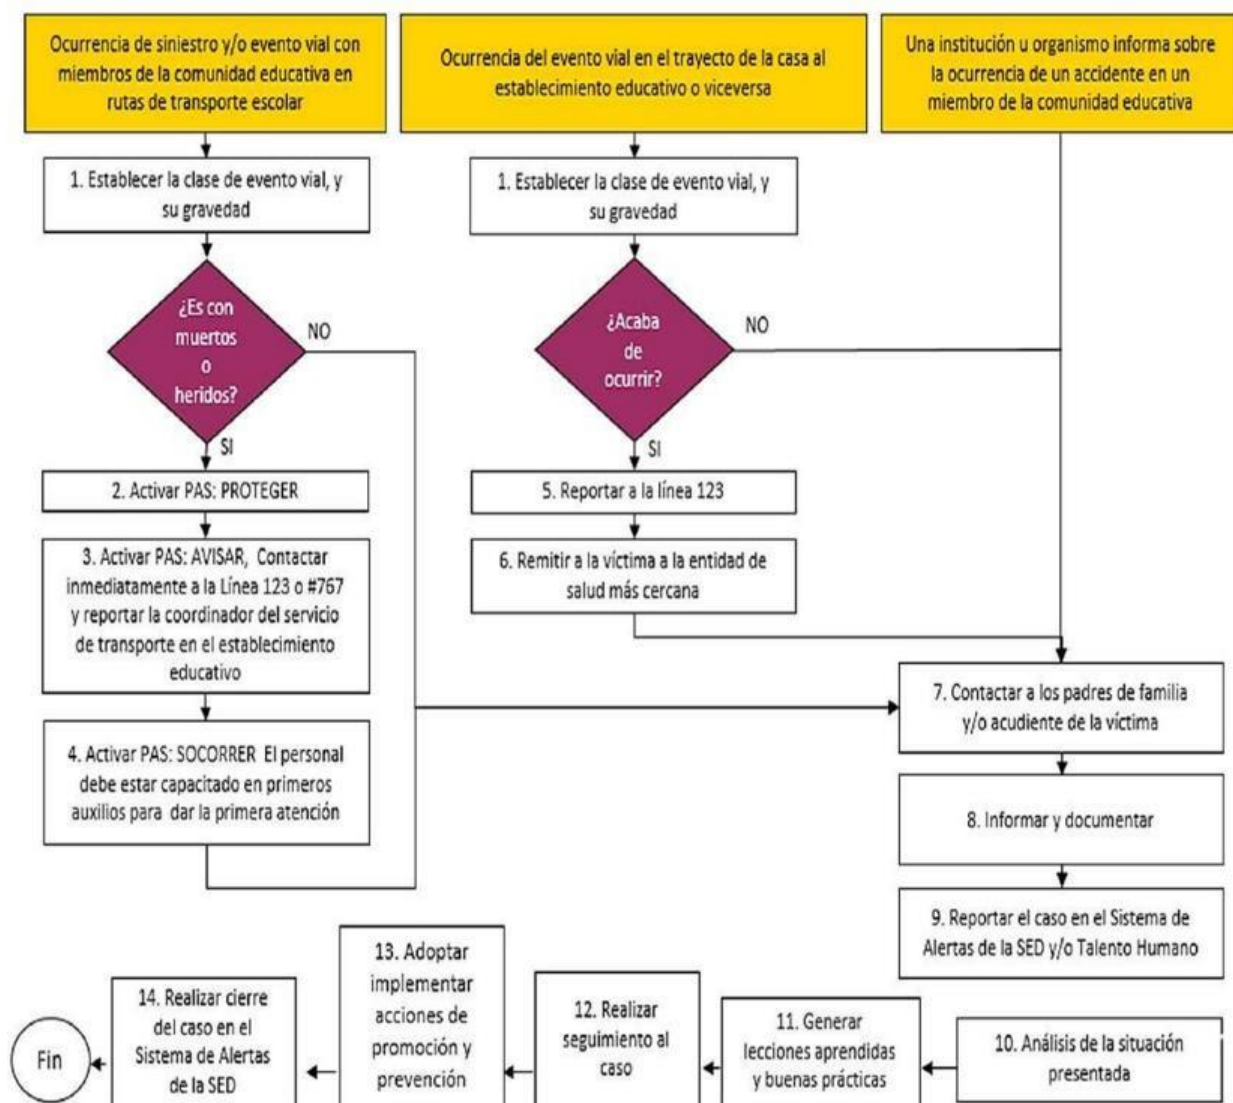 Ocurrencia de siniestro y/o evento vial con
miembros de la comunidad educativa en
rutas de transporte escolar
Ocurrencia del evento vial en el trayecto de la casa al
establecimiento educativo o viceversa
Una institución u organismo informa sobre
la ocurrencia de un accidente en un
miembro de la comunidad educativa
1. Establecer la clase de evento vial, y
su gravedad
1. Establecer la clase de evento vial, y
su gravedad
¿Es con
muertos
o
heridos?
NO
SI
¿Acaba
de
ocurrir?
NO
SI
2. Activar PAS: PROTEGER
3. Activar PAS: AVISAR, Contactar
inmediatamente a la Línea 123 o #767
y reportar la coordinador del servicio
de transporte en el establecimiento
educativo
4. Activar PAS: SOCORRER El personal
debe estar capacitado en primeros
auxilios para dar la primera atención
5. Reportar a la línea 123
6. Remitir a la víctima a la entidad de
salud más cercana
7. Contactar a los padres de familia
y/o acudiente de la víctima
8. Informar y documentar
9. Reportar el caso en el Sistema de
Alertas de la SED y/o Talento Humano
10. Análisis de la situación
presentada
11. Generar
lecciones aprendidas
y buenas prácticas
12. Realizar
seguimiento al
caso
13. Adoptar
implementar
acciones de
promoción y
prevención
14. Realizar cierre
del caso en el
Sistema de Alertas
de la SED
Fin